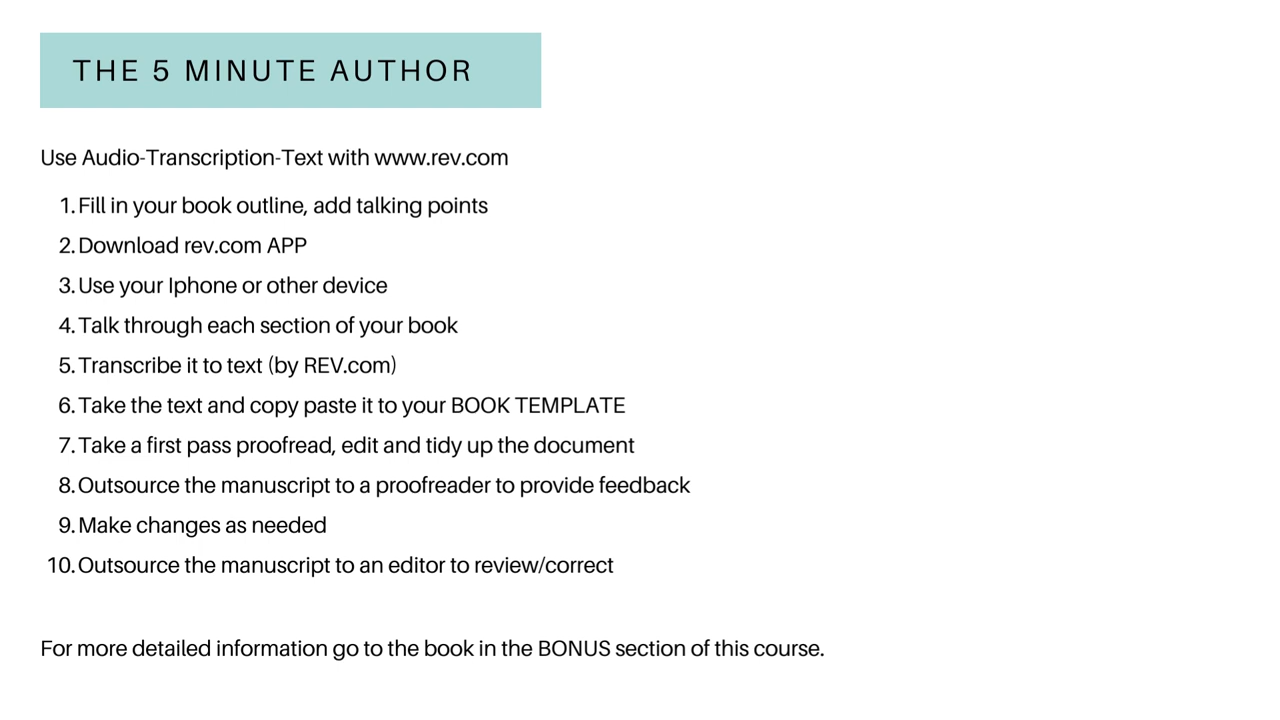 THE 5 MINUTE AUTHOR
Use Audio-Transcription-Text with www.rev.com
1. Fill in your book outline, add talking points
2. Download rev.com APP
3. Use your Iphone or other device
4. Talk through each section of your book
5. Transcribe it to text (by REV.com)
6. Take the text and copy paste it to your BOOK TEMPLATE
7. Take a first pass proofread, edit and tidy up the document
8. Outsource the manuscript to a proofreader to provide feedback
9. Make changes as needed
10. Outsource the manuscript to an editor to review/correct
For more detailed information go to the book in the BONUS section of this course.